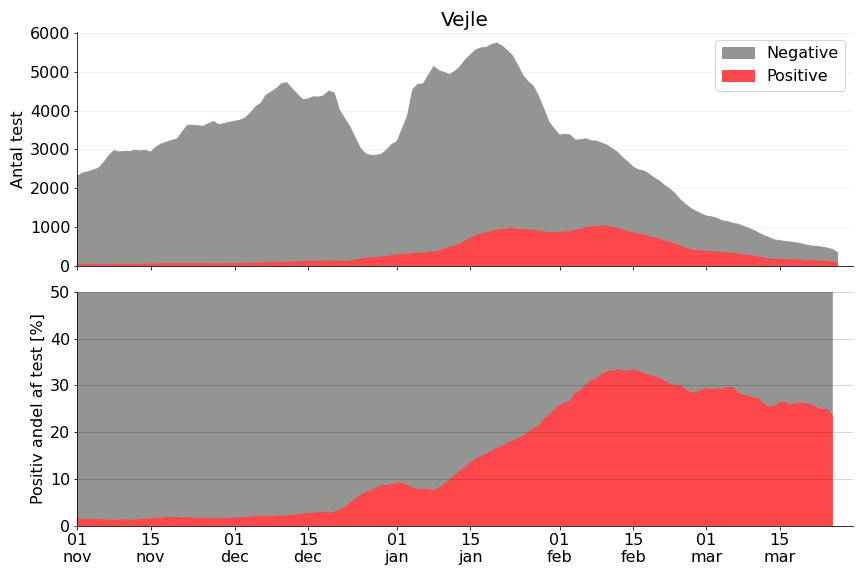 Vejle
6000
5000
4000
3000
2000
1000
0
Antal test
Negative
Positive
50
40
30
20
10
0
Positiv andel af test [%]
01 15 01 15 01 15 01 15 01 15
nov nov dec dec jan jan feb feb mar mar